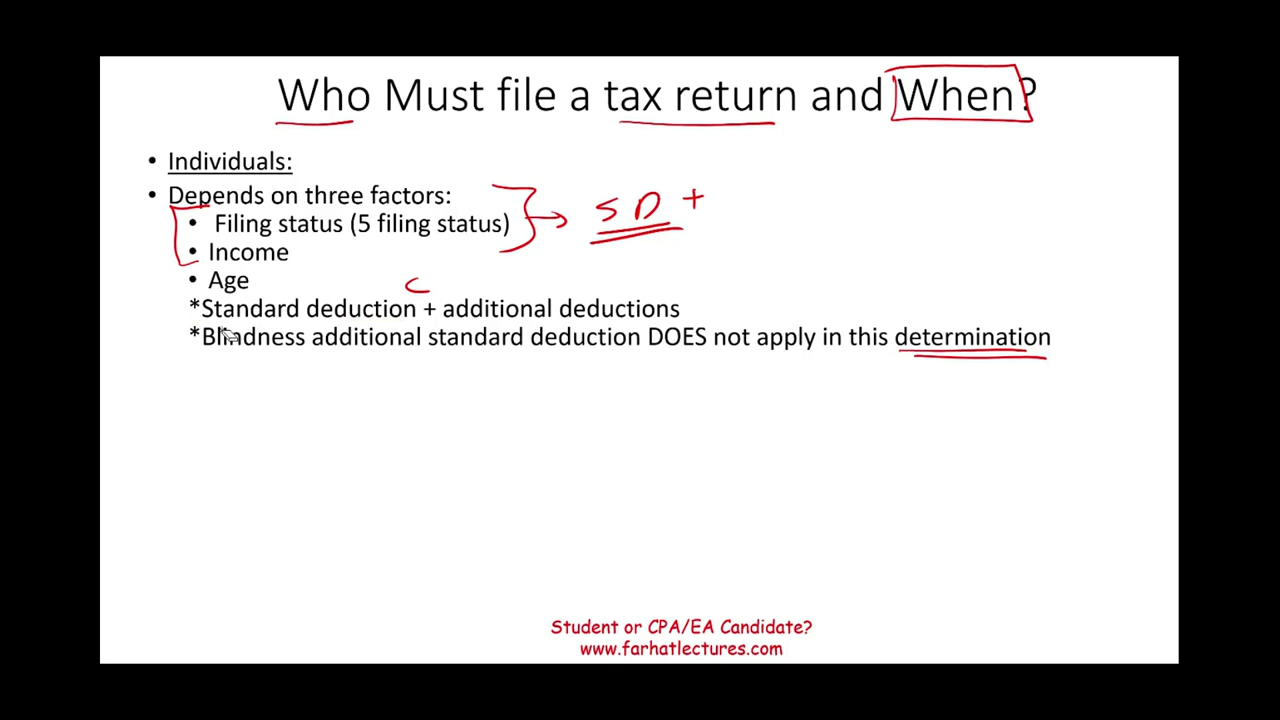 Who Must file a tax return and When?
• Individuals:
• Depends on three factors:
• Filing status (5 filing status)
SD +
• Income
• Age
*Standard deduction + additional deductions
*Blindness additional standard deduction DOES not apply in this determination
Student or CPA/EA Candidate?
www.farhatlectures.com